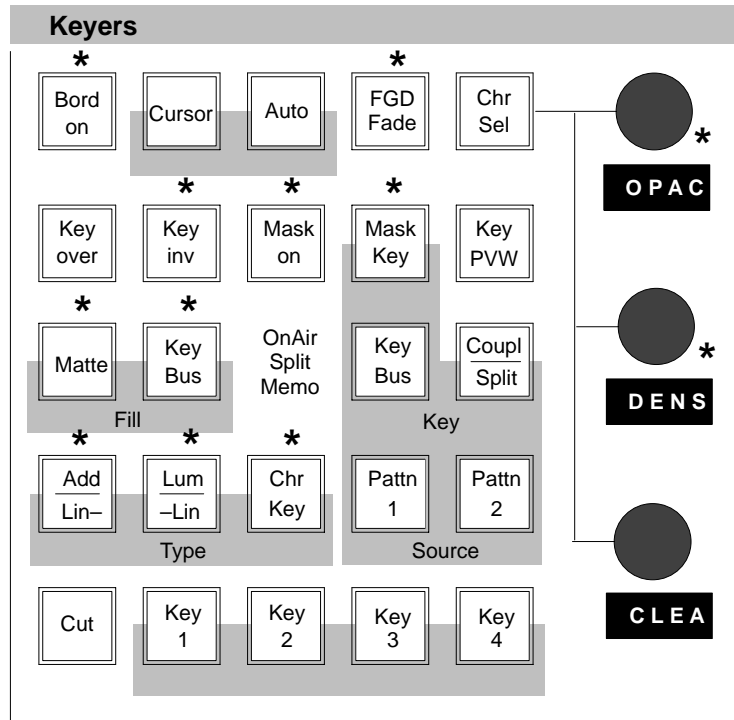 Keyers
* *
Bord on Cursor Auto FGD Fade Chr Sel
*
OPAC
* * *
Key over Key inv Mask on Mask Key Key PVW
* *
Matte Key Bus OnAir Split Memo Key Bus Coupl Split
*
DENS
Fill Key
* * *
Add Lin– Lum –Lin Chr Key Pattn 1 Pattn 2
Type Source
CLEA
Cut Key 1 Key 2 Key 3 Key 4